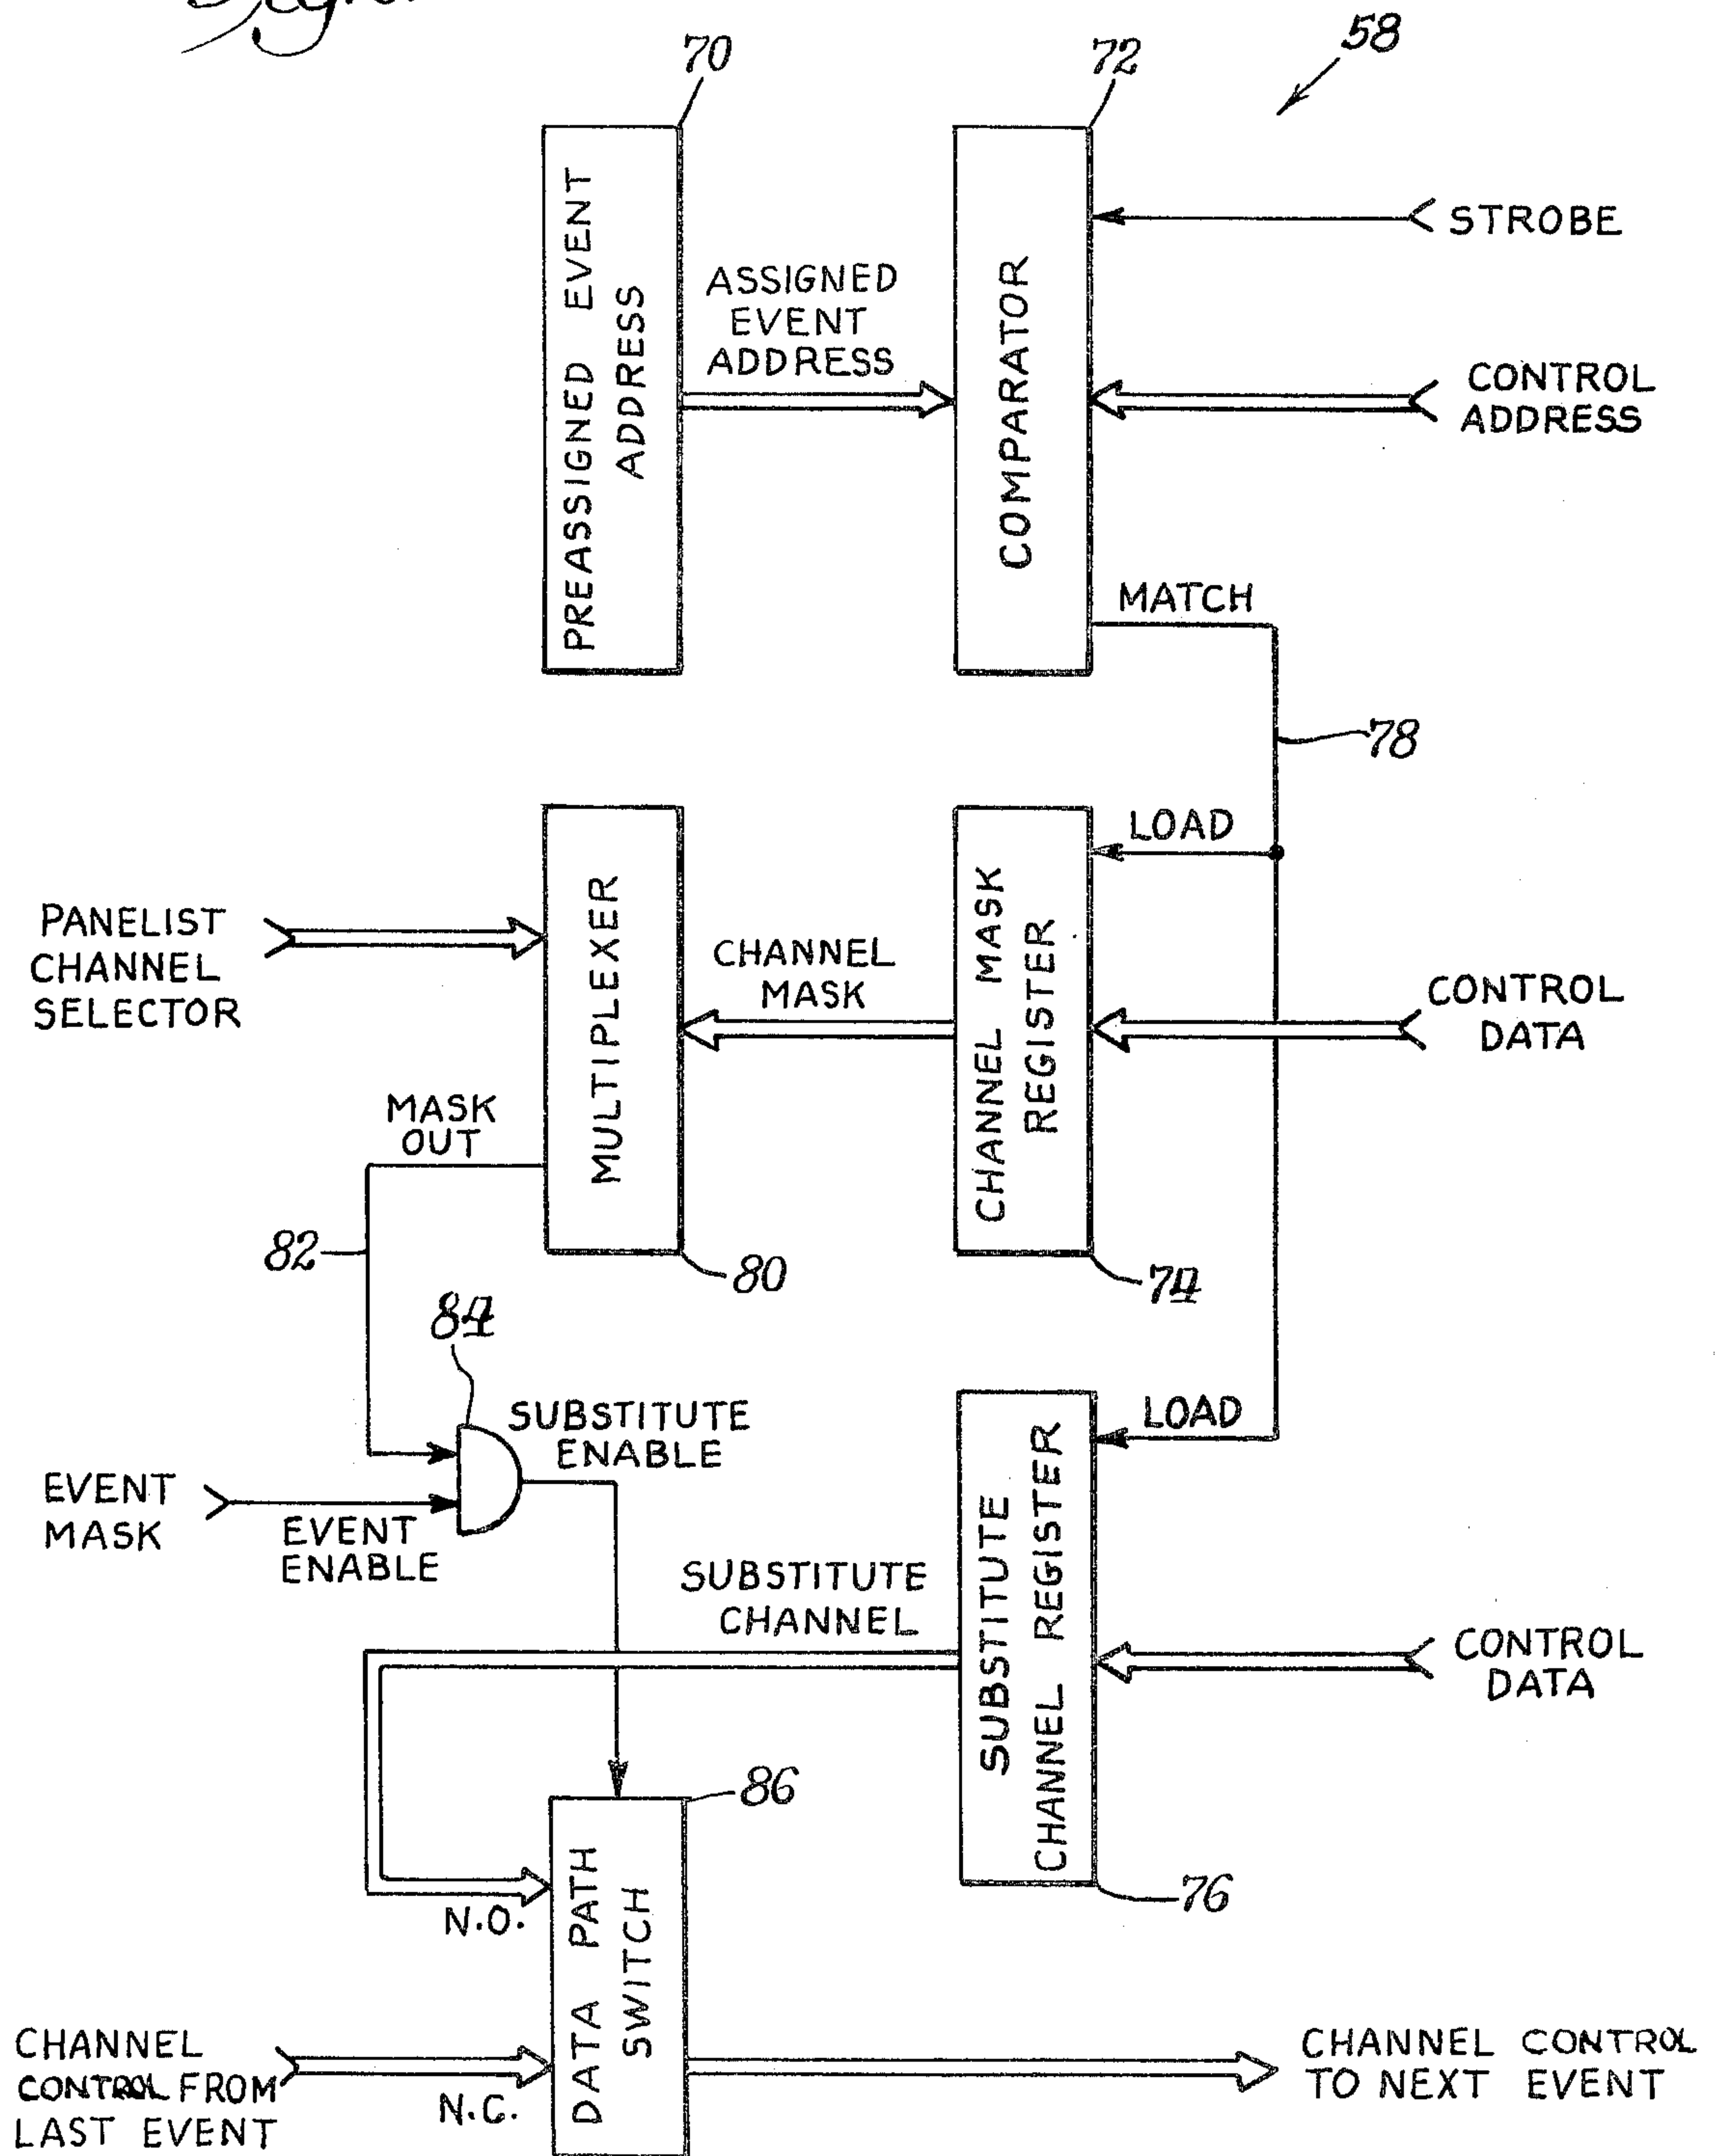 58
70
72
PREASSIGNED EVENT
ADDRESS
ASSIGNED
EVENT
ADDRESS
COMPARATOR
STROBE
CONTROL
ADDRESS
MATCH
78
LOAD
PANELIST
CHANNEL
SELECTOR
MULTIPLEXER
CHANNEL
MASK
CHANNEL MASK
REGISTER
CONTROL
DATA
MASK
OUT
82
80
74
84
SUBSTITUTE
ENABLE
LOAD
EVENT
MASK
EVENT
ENABLE
SUBSTITUTE
CHANNEL
SUBSTITUTE
CHANNEL REGISTER
CONTROL
DATA
86
76
N.O.
DATA PATH
SWITCH
CHANNEL
CONTROL FROM
LAST EVENT
N.C.
CHANNEL CONTROL
TO NEXT EVENT